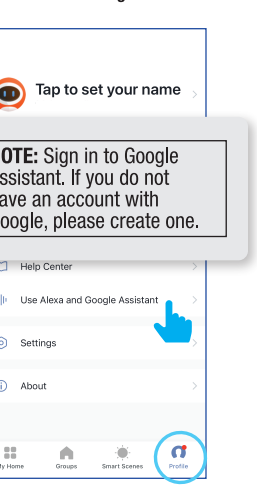 Tap to set your name
OTE: Sign in to Google
ssistant. If you do not
ave an account with
oogle, please create one.
Help Center
Use Alexa and Google Assistant
Settings
About
My Home Groups Smart Scenes Profile